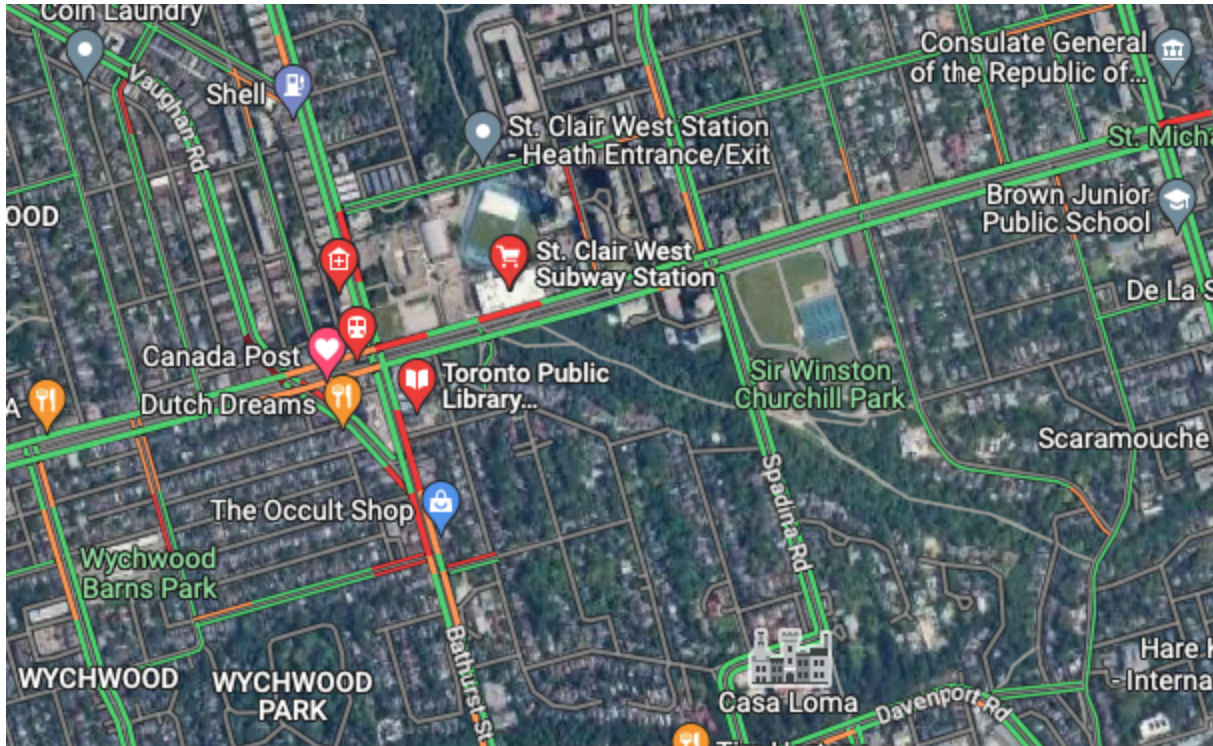 Coin Laundry
Vaughan Rd
Shell
Consulate General
of the Republic of...
St. Clair West Station
- Heath Entrance/Exit
St. Micha
Brown Junior
Public School
OOD
St. Clair West
Subway Station
De La S
Canada Post
Toronto Public
Library...
Dutch Dreams
A
Sir Winston
Churchill Park
Scaramouche
Spadina Rd
The Occult Shop
Wychwood
Barns Park
Bathurst St
WYCHWOOD
WYCHWOOD
PARK
Casa Loma
Davenport Rd
Hare K
- Interna